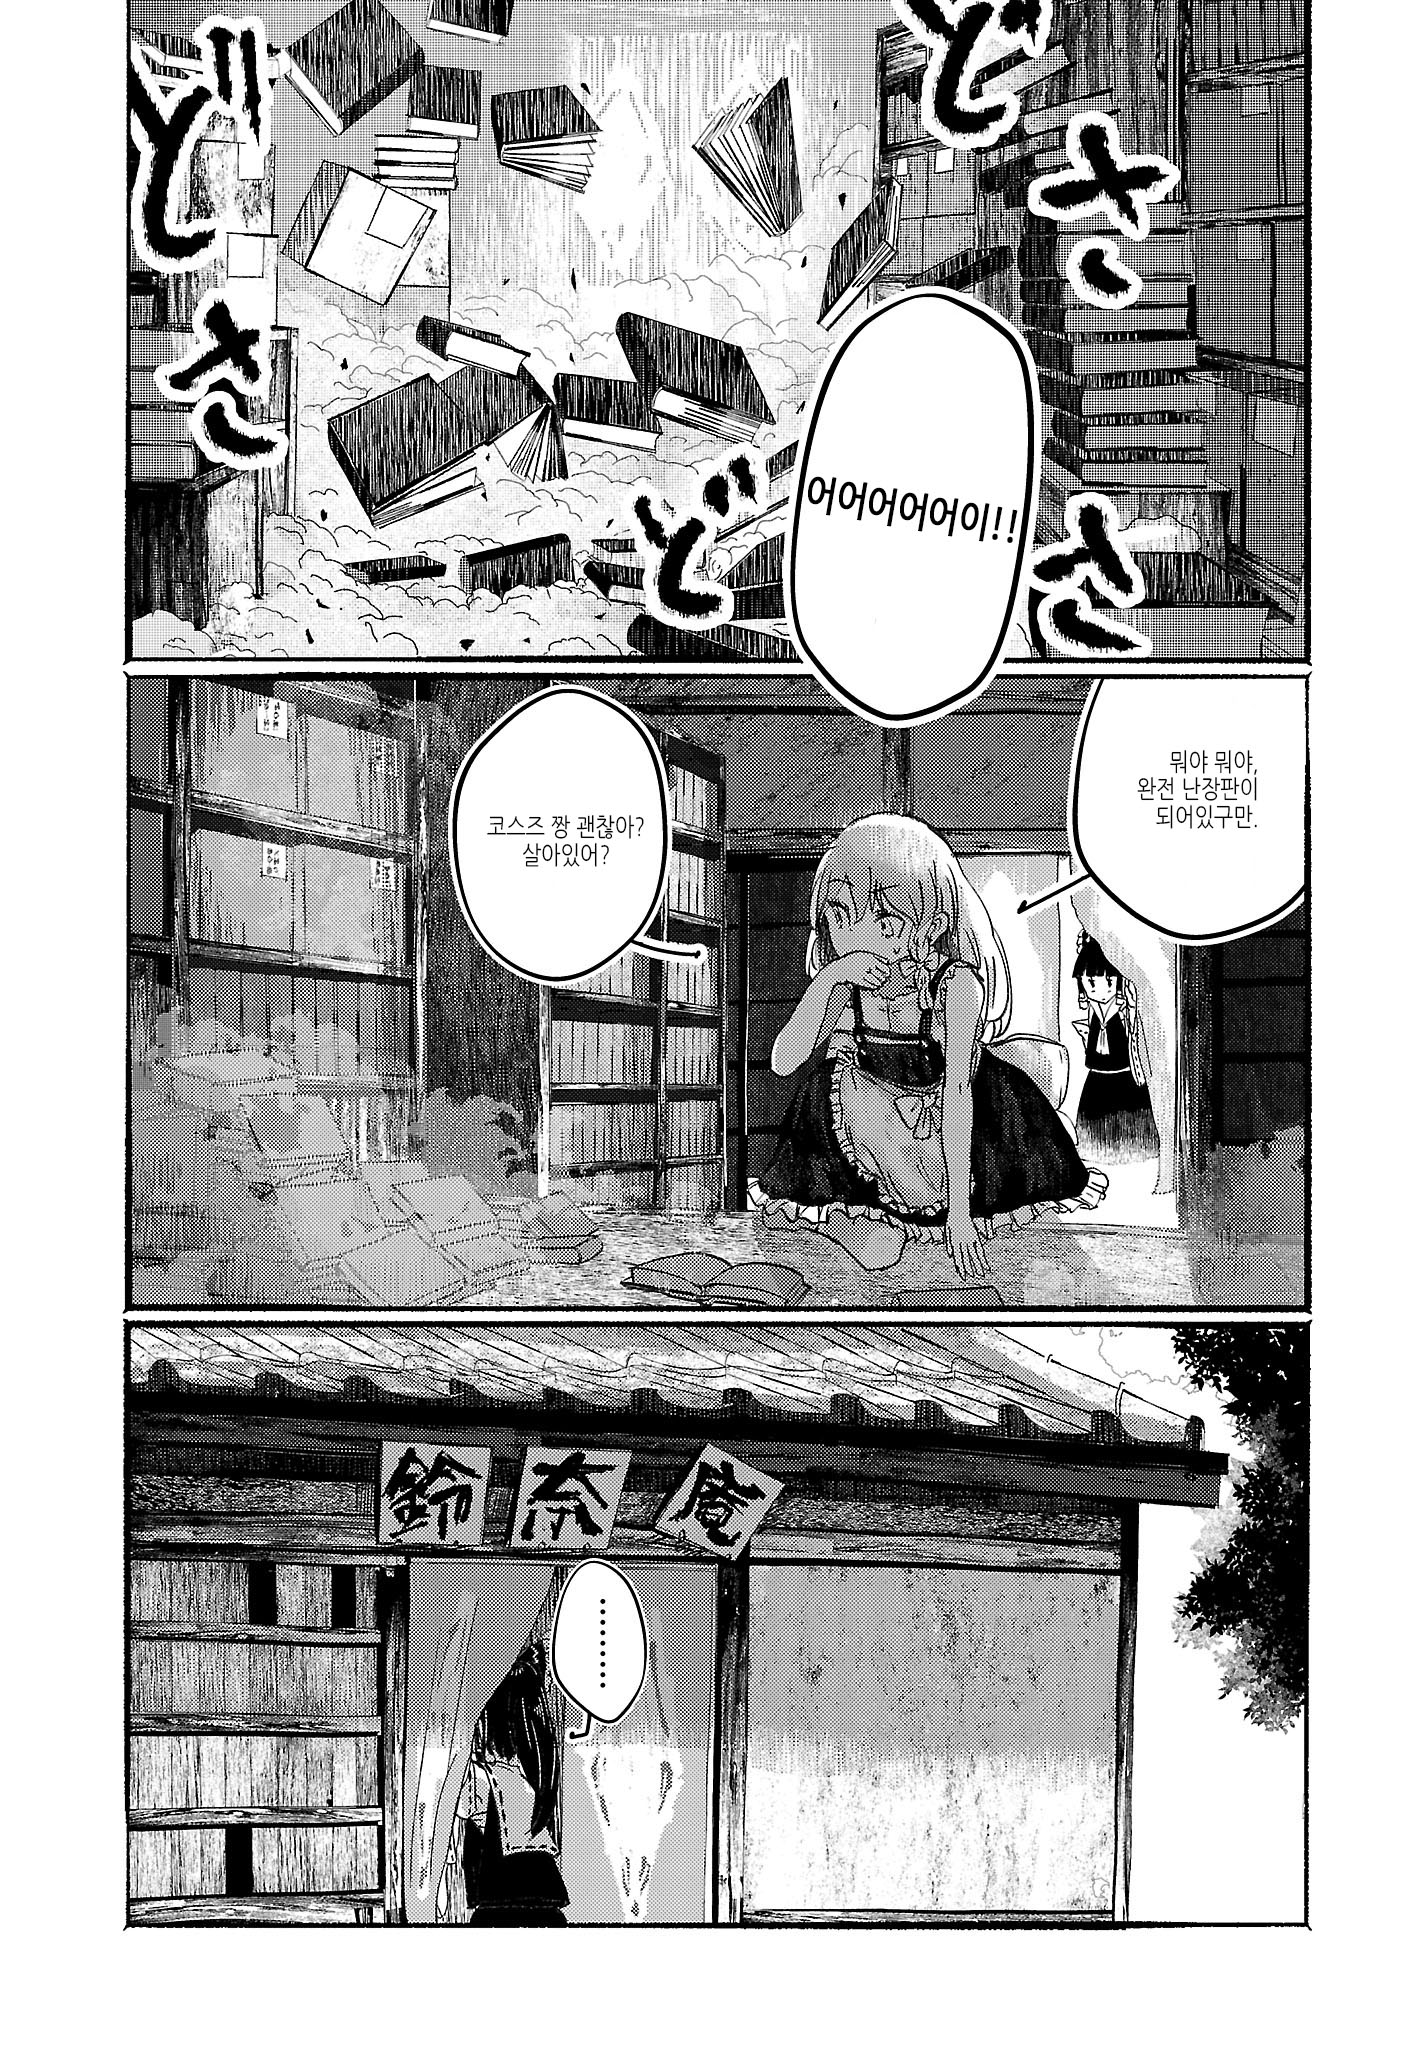 どさ
どさ
どさ
어어어어어이!!
뭐야 뭐야,
완전 난장판이
되어있구만.
코스즈 짱 괜찮아?
살아있어?
鈴奈庵
………